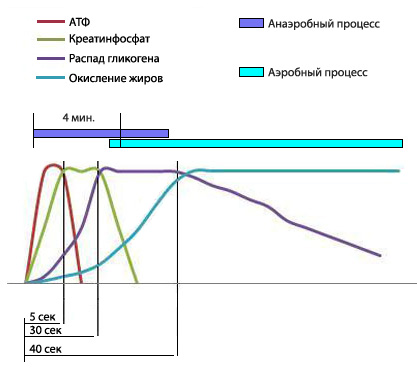 АТФ
Креатинфосфат
Распад гликогена
Окисление жиров
Анаэробный процесс
Аэробный процесс
4 мин.
5 сек
30 сек
40 сек